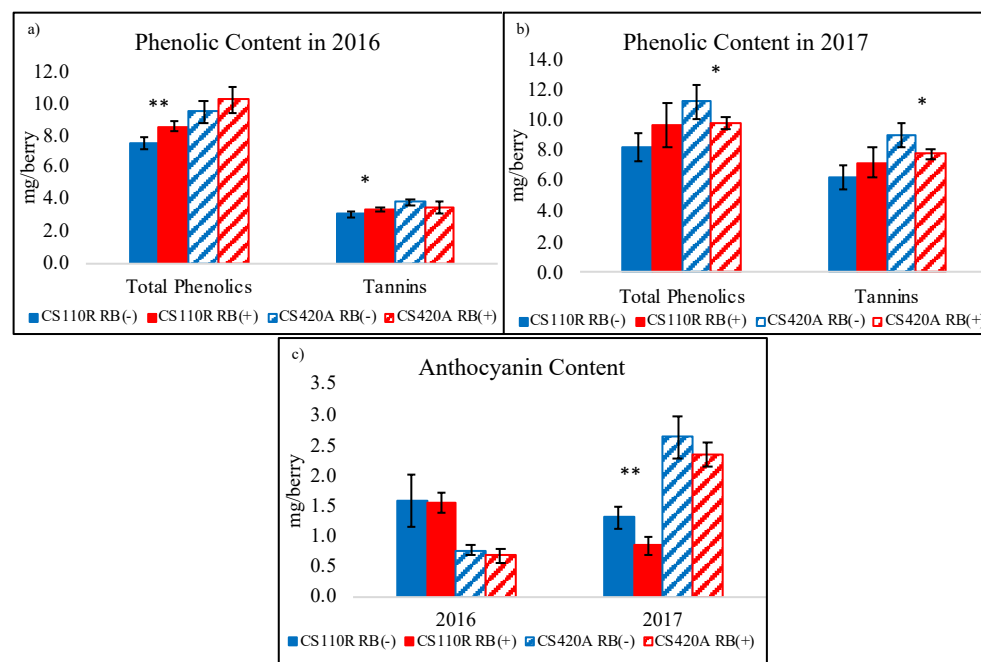 a)
Phenolic Content in 2016
12.0
10.0
8.0
6.0
4.0
2.0
0.0
mg/berry
**
*
Total Phenolics Tannins
CS110R RB(-) CS110R RB(+) CS420A RB(-) CS420A RB(+)
b)
Phenolic Content in 2017
14.0
12.0
10.0
8.0
6.0
4.0
2.0
0.0
mg/berry
*
*
Total Phenolics Tannins
CS110R RB(-) CS110R RB(+) CS420A RB(-) CS420A RB(+)
c)
Anthocyanin Content
3.5
3.0
2.5
2.0
1.5
1.0
0.5
0.0
mg/berry
**
2016 2017
CS110R RB(-) CS110R RB(+) CS420A RB(-) CS420A RB(+)